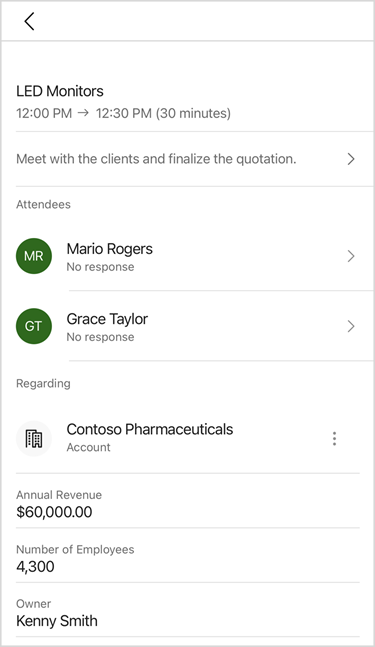 LED Monitors
12:00 PM → 12:30 PM (30 minutes)
Meet with the clients and finalize the quotation.
Attendees
MR
Mario Rogers
No response
GT
Grace Taylor
No response
Regarding
Contoso Pharmaceuticals
Account
Annual Revenue
$60,000.00
Number of Employees
4,300
Owner
Kenny Smith